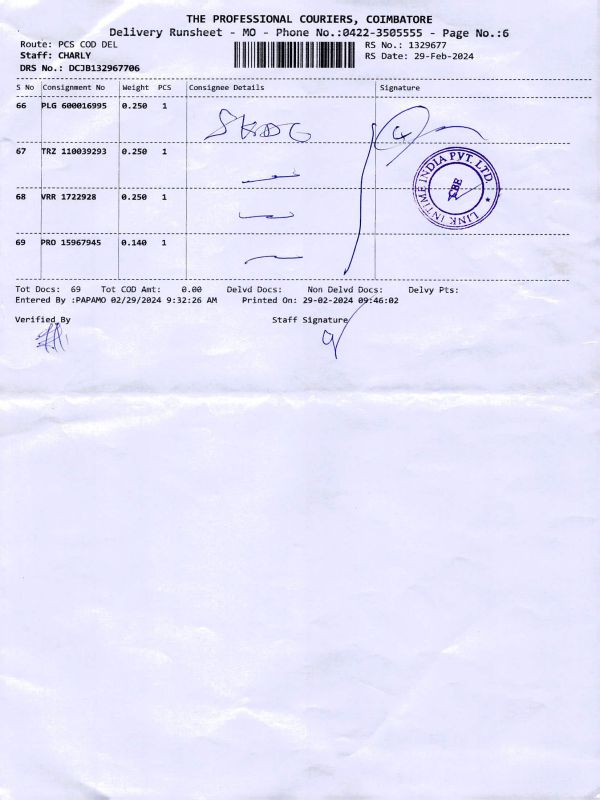 THE PROFESSIONAL COURIERS, COIMBATORE
Delivery Runsheet - MO - Phone No.:0422-3505555 - Page No.:6
Route: PCS COD DEL
RS No.: 1329677
Staff: CHARLY
RS Date: 29-Feb-2024
DRS No.: DCJB132967706
S No Consignment No Weight PCS Consignee Details Signature
66 PLG 600016995 0.250 1
67 TRZ 110039293 0.250 1
68 VRR 1722928 0.250 1
69 PRO 15967945 0.140 1
LINK INTIME INDIA PVT. LTD.
CBE
Tot Docs: 69 Tot COD Amt: 0.00 Delvd Docs: Non Delvd Docs: Delvy Pts:
Entered By :PAPAMO 02/29/2024 9:32:26 AM Printed On: 29-02-2024 09:46:02
Verified By Staff Signature